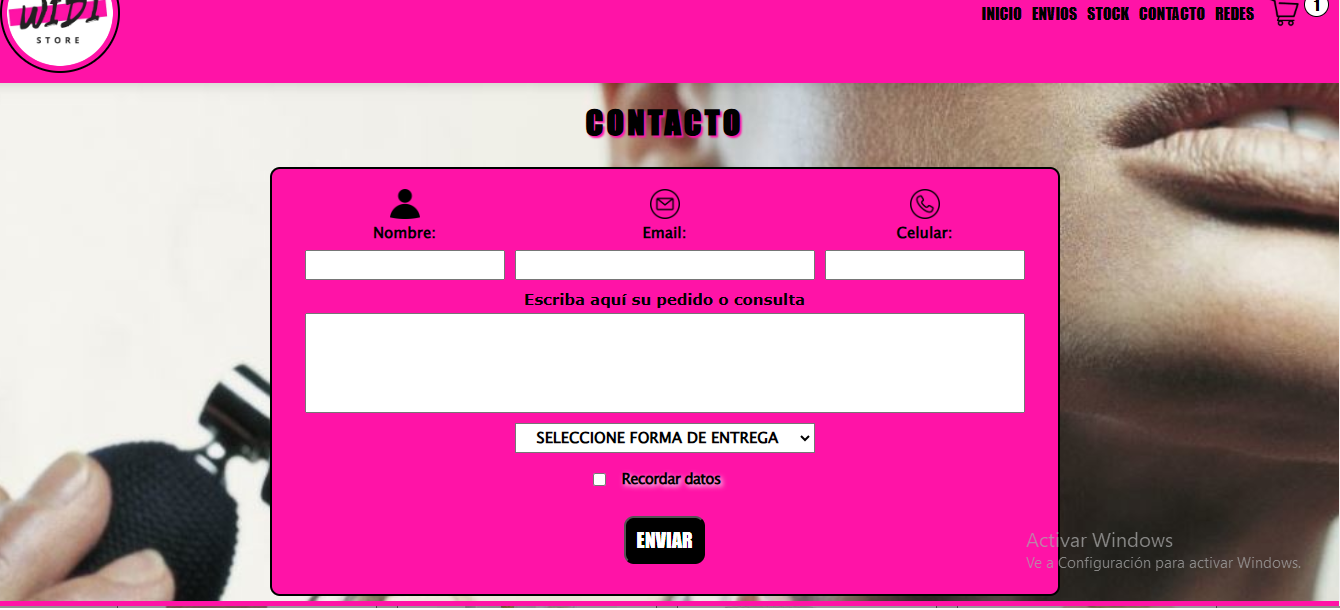 WIDI
STORE
INICIO ENVIOS STOCK CONTACTO REDES
1
CONTACTO
Nombre: Email: Celular:
Escriba aquí su pedido o consulta
SELECCIONE FORMA DE ENTREGA
Recordar datos
ENVIAR
Activar Windows
Ve a Configuración para activar Windows.